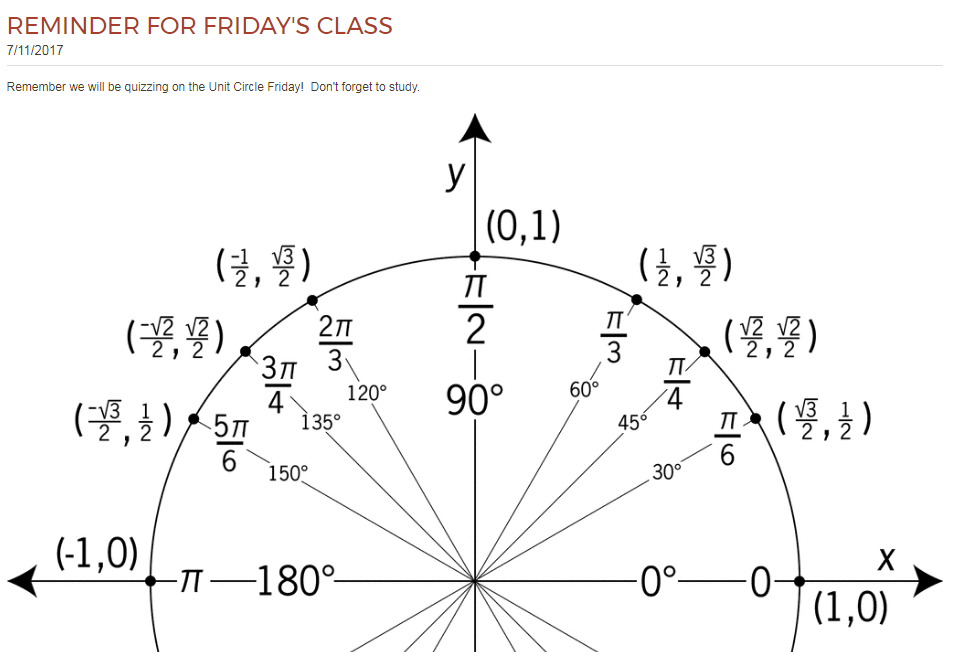 REMINDER FOR FRIDAY'S CLASS
7/11/2017
Remember we will be quizzing on the Unit Circle Friday! Don't forget to study.
y
(0,1)
(-1/2, √3/2)
(1/2, √3/2)
π/2
(-√2/2, √2/2)
2π/3
π/3
(√2/2, √2/2)
3π/4
120°
90°
60°
π/4
(-√3/2, 1/2)
5π/6
135°
45°
π/6
(√3/2, 1/2)
150°
30°
(-1,0)
x
π
180°
0°
0
(1,0)